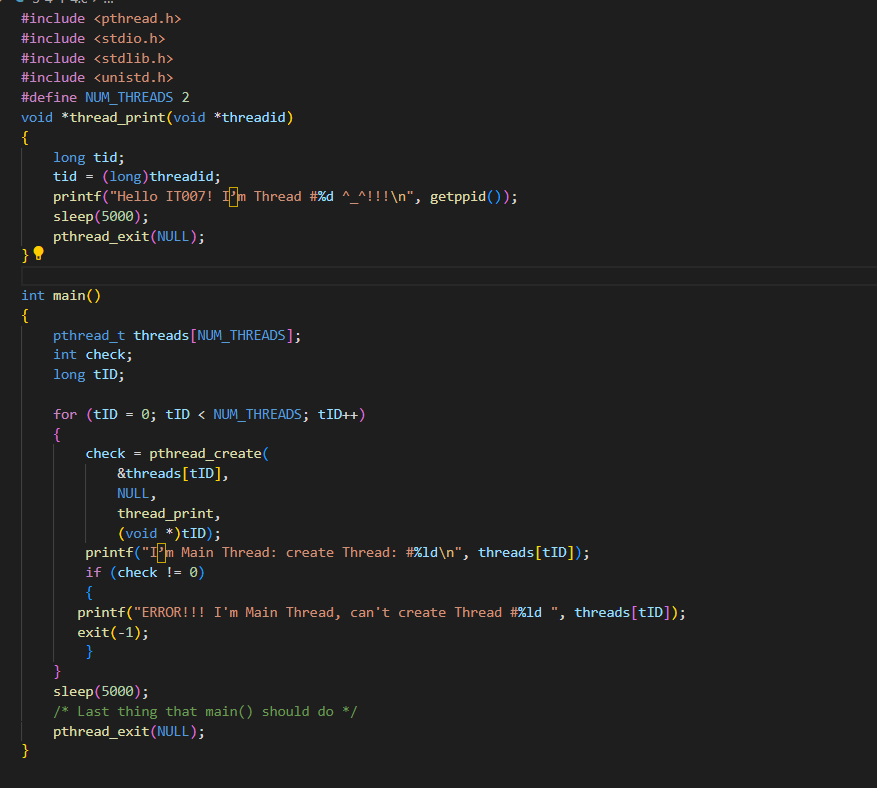 #include <pthread.h>
#include <stdio.h>
#include <stdlib.h>
#include <unistd.h>
#define NUM_THREADS 2
void *thread_print(void *threadid)
{
    long tid;
    tid = (long)threadid;
    printf("Hello IT007! I’m Thread #%d ^_^!!!\n", getppid());
    sleep(5000);
    pthread_exit(NULL);
}

int main()
{
    pthread_t threads[NUM_THREADS];
    int check;
    long tID;

    for (tID = 0; tID < NUM_THREADS; tID++)
    {
        check = pthread_create(
            &threads[tID],
            NULL,
            thread_print,
            (void *)tID);
        printf("I’m Main Thread: create Thread: #%ld\n", threads[tID]);
        if (check != 0)
        {
       printf("ERROR!!! I'm Main Thread, can't create Thread #%ld ", threads[tID]);
       exit(-1);
        }
    }
    sleep(5000);
    /* Last thing that main() should do */
    pthread_exit(NULL);
}